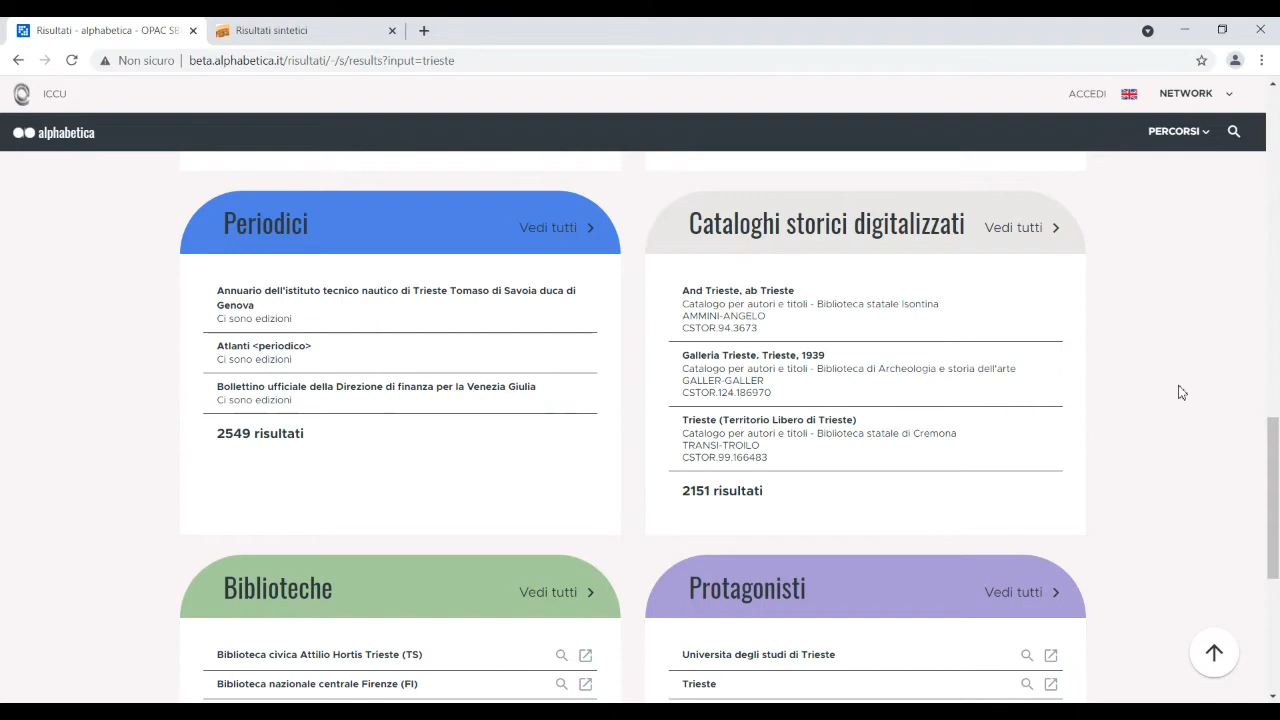 Risultati - alphabetica - OPAC SB
Risultati sintetici
Non sicuro
beta.alphabetica.it/risultati/-/s/results?input=trieste
ICCU
ACCEDI
NETWORK
alphabetica
PERCORSI
Periodici
Vedi tutti
Annuario dell'istituto tecnico nautico di Trieste Tomaso di Savoia duca di
Genova
Ci sono edizioni
Atlanti <periodico>
Ci sono edizioni
Bollettino ufficiale della Direzione di finanza per la Venezia Giulia
Ci sono edizioni
2549 risultati
Cataloghi storici digitalizzati
Vedi tutti
And Trieste, ab Trieste
Catalogo per autori e titoli - Biblioteca statale Isontina
AMMINI-ANGELO
CSTOR.94.3673
Galleria Trieste. Trieste, 1939
Catalogo per autori e titoli - Biblioteca di Archeologia e storia dell'arte
GALLER-GALLER
CSTOR.124.186970
Trieste (Territorio Libero di Trieste)
Catalogo per autori e titoli - Biblioteca statale di Cremona
TRANSI-TROILO
CSTOR.99.166483
2151 risultati
Biblioteche
Vedi tutti
Biblioteca civica Attilio Hortis Trieste (TS)
Biblioteca nazionale centrale Firenze (FI)
Protagonisti
Vedi tutti
Universita degli studi di Trieste
Trieste